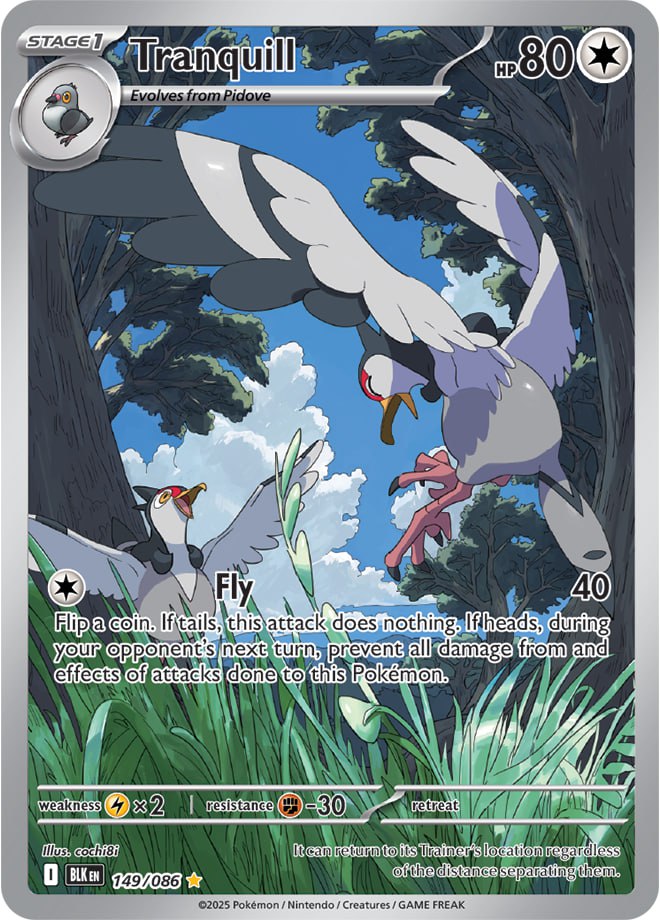 STAGE1
Tranquill
HP 80
Evolves from Pidove
Fly 40
Flip a coin. If tails, this attack does nothing. If heads, during
your opponent's next turn, prevent all damage from and
effects of attacks done to this Pokémon.
weakness ×2 resistance -30 retreat
Illus. cochi8i
It can return to its Trainer's location regardless
of the distance separating them.
I BLK EN 149/086
©2025 Pokémon / Nintendo / Creatures / GAME FREAK